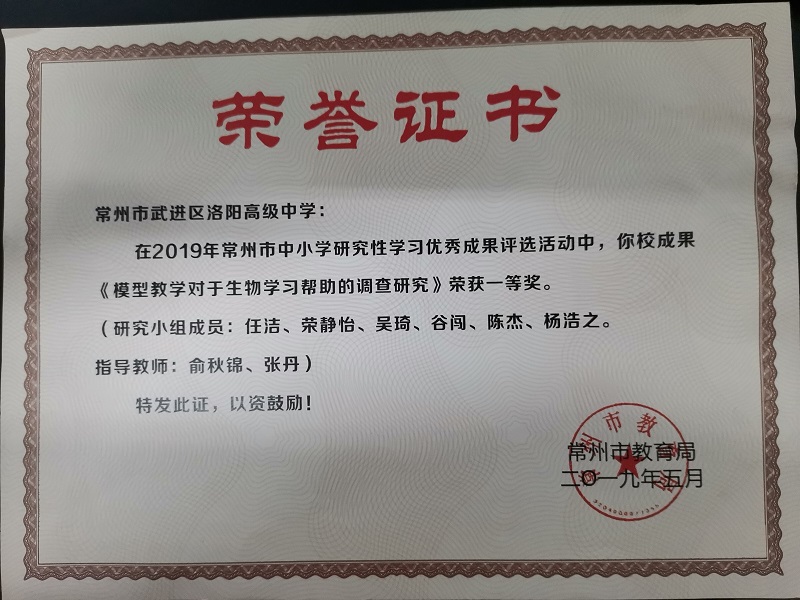 荣誉证书
常州市武进区洛阳高级中学：
在2019年常州市中小学研究性学习优秀成果评选活动中，你校成果
《模型教学对于生物学习帮助的调查研究》荣获一等奖。
（研究小组成员：任洁、荣静怡、吴琦、谷闯、陈杰、杨浩之。
指导教师：俞秋锦、张丹）
特发此证，以资鼓励！
常州市教育局
二〇一九年五月